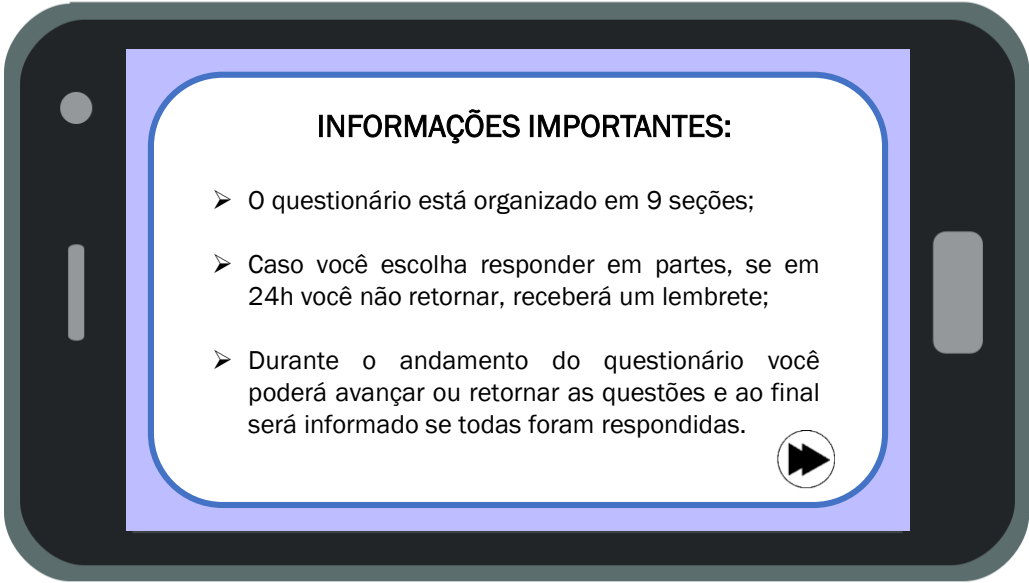 INFORMAÇÕES IMPORTANTES:
➢ O questionário está organizado em 9 seções;
➢ Caso você escolha responder em partes, se em
24h você não retornar, receberá um lembrete;
➢ Durante o andamento do questionário você
poderá avançar ou retornar as questões e ao final
será informado se todas foram respondidas.